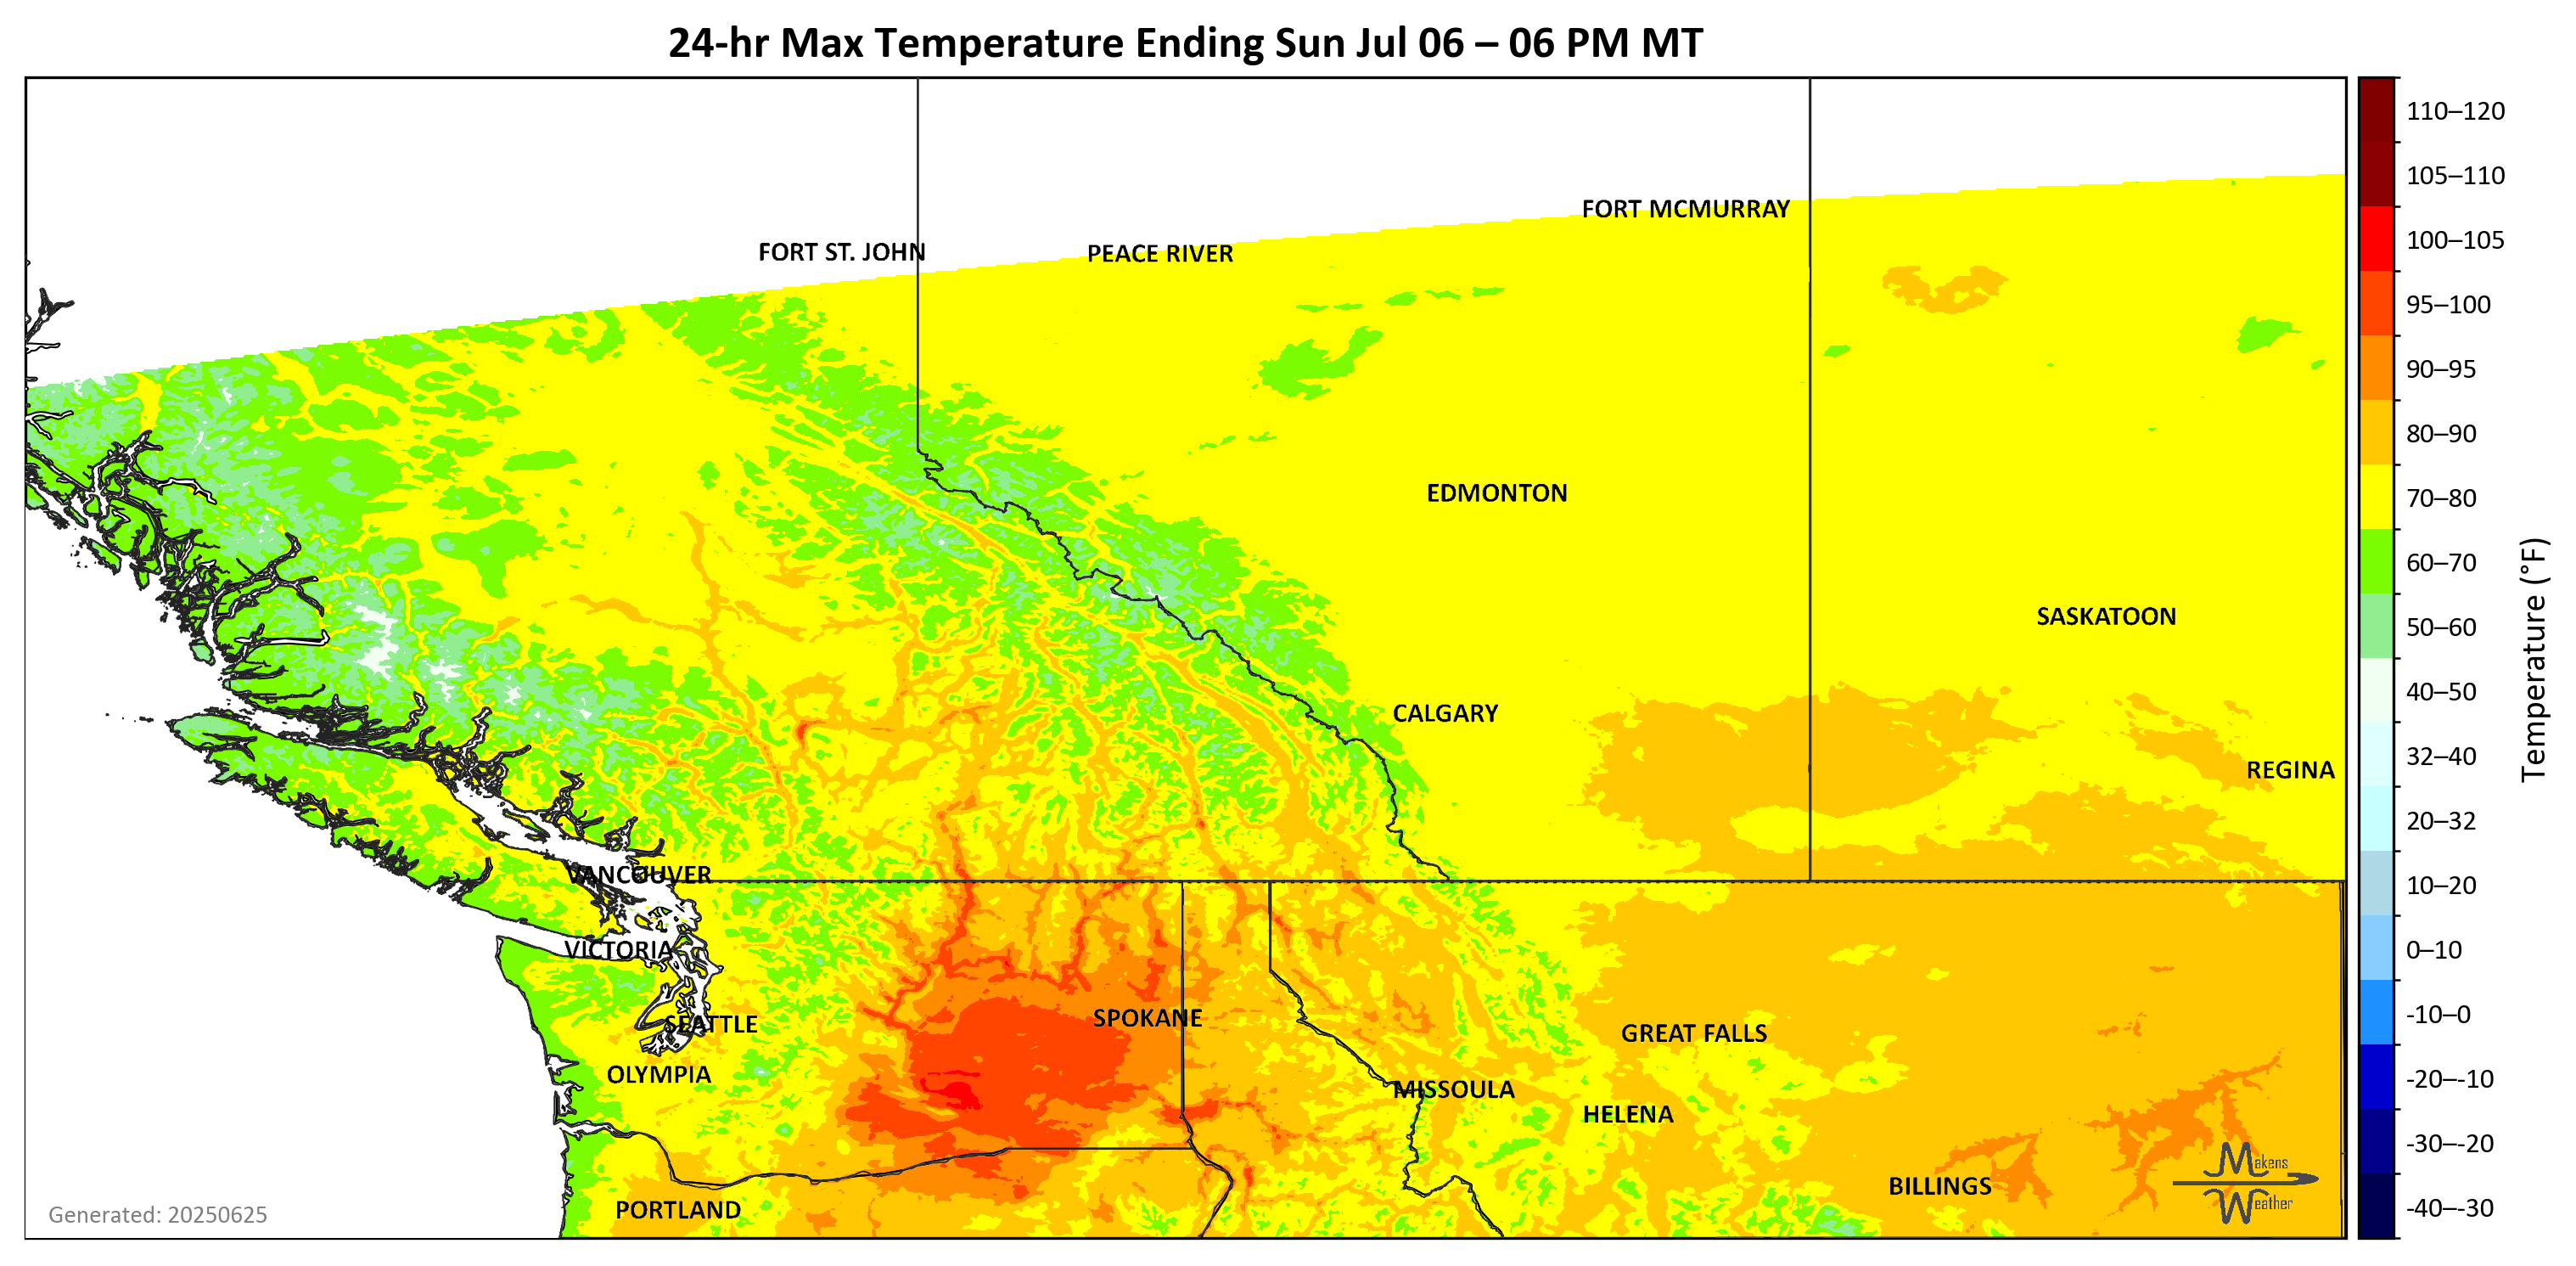 24-hr Max Temperature Ending Sun Jul 06 – 06 PM MT
110–120
105–110
100–105
95–100
90–95
80–90
70–80
60–70
50–60
40–50
32–40
20–32
10–20
0–10
-10–0
-20–-10
-30–-20
-40–-30
Temperature (°F)
FORT MCMURRAY
FORT ST. JOHN
PEACE RIVER
EDMONTON
SASKATOON
CALGARY
REGINA
VANCOUVER
VICTORIA
SPOKANE
SEATTLE
GREAT FALLS
OLYMPIA
MISSOULA
HELENA
BILLINGS
PORTLAND
Makens
Weather
Generated: 20250625